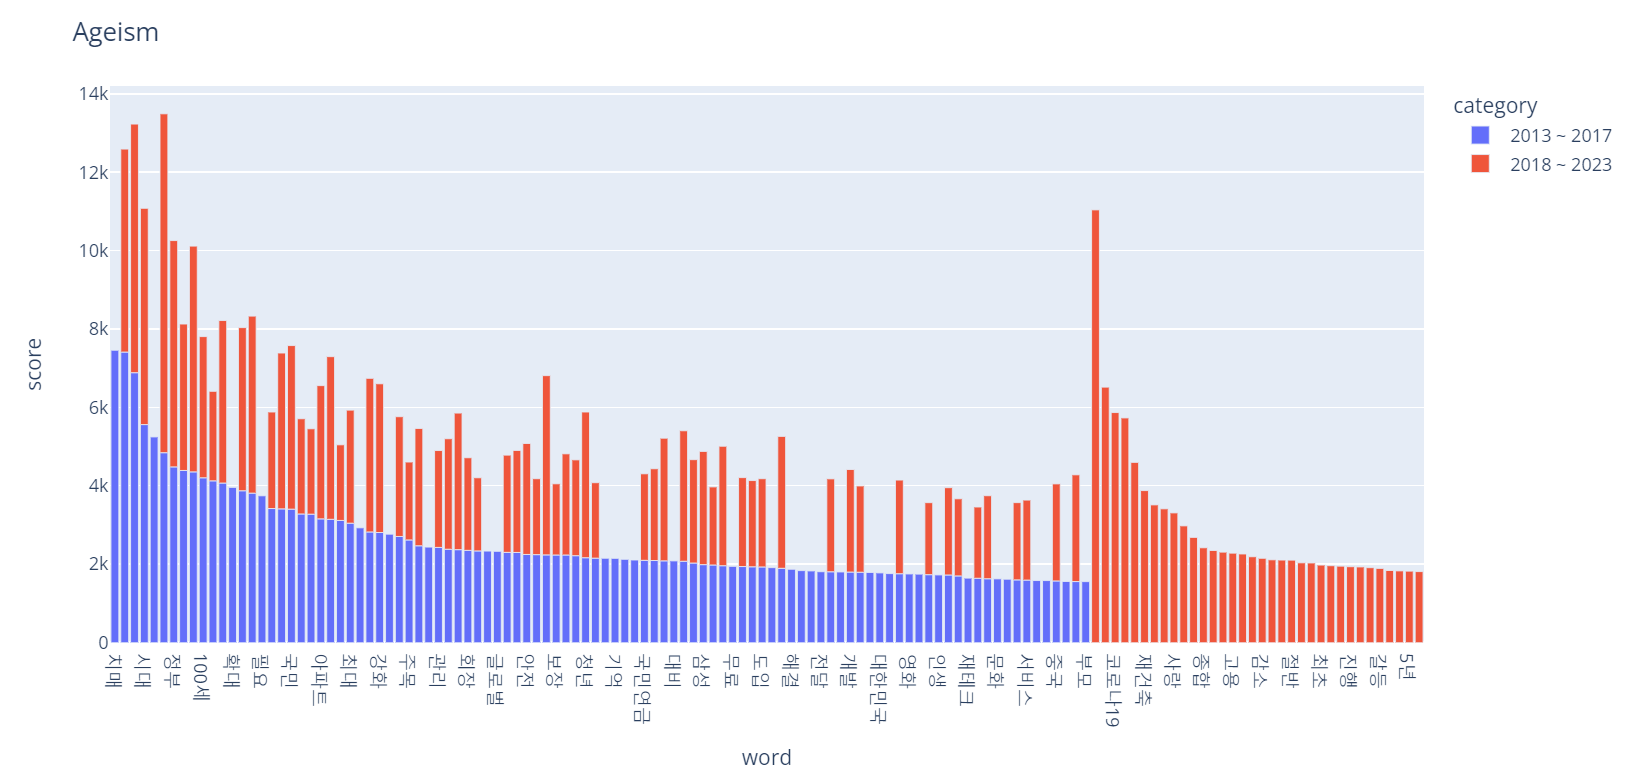 Ageism
14k
12k
10k
8k
6k
4k
2k
0
score
category
2013 ~ 2017
2018 ~ 2023
치매
시대
정부
100세
확대
필요
국민
아파트
최대
강화
주목
관리
회장
글로벌
안전
보장
청년
기억
국민연금
대비
삼성
무료
도입
해결
전달
개발
대한민국
영화
인생
재테크
문화
서비스
중국
부모
코로나19
재건축
사랑
종합
고용
감소
절반
최초
진행
갈등
5년
word